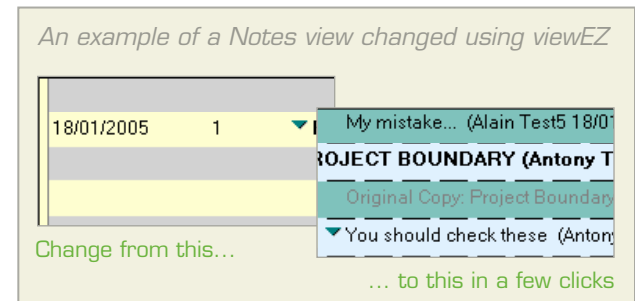 An example of a Notes view changed using viewEZ
18/01/2005 1
My mistake... (Alain Test5 18/01
ROJECT BOUNDARY (Antony T
Original Copy: Project Boundary
You should check these (Antony
Change from this...
... to this in a few clicks